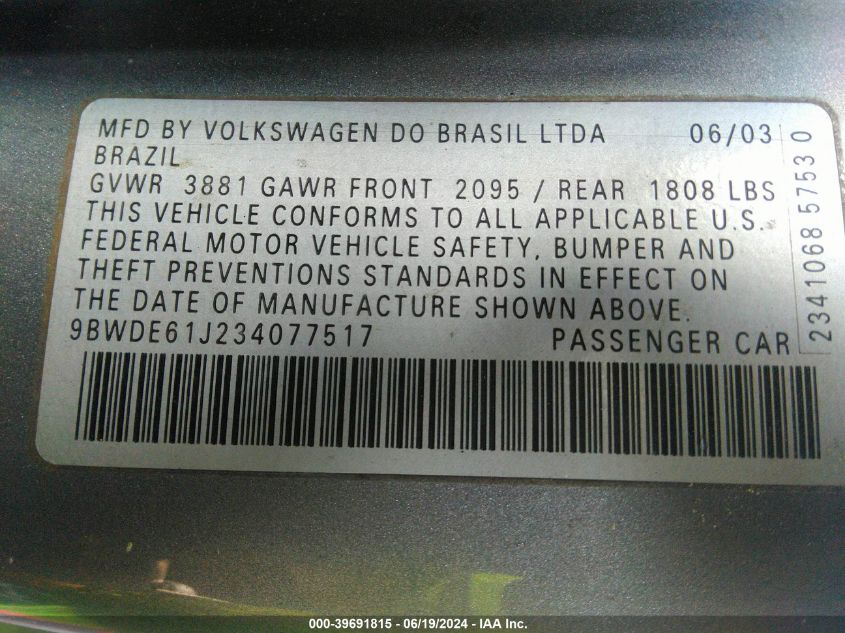 MFD BY VOLKSWAGEN DO BRASIL LTDA 06/03
BRAZIL
GVWR 3881 GAWR FRONT 2095 / REAR 1808 LBS
THIS VEHICLE CONFORMS TO ALL APPLICABLE U.S.
FEDERAL MOTOR VEHICLE SAFETY, BUMPER AND
THEFT PREVENTIONS STANDARDS IN EFFECT ON
THE DATE OF MANUFACTURE SHOWN ABOVE.
9BWDE61J234077517 PASSENGER CAR
2341068 5753 0
000-39691815 - 06/19/2024 - IAA Inc.